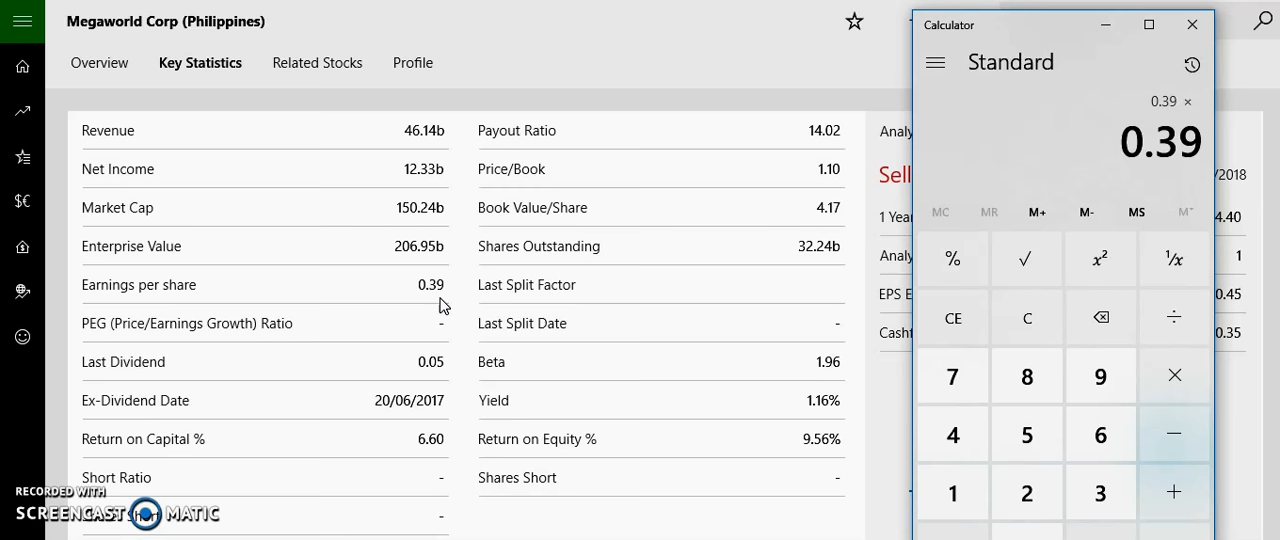 Megaworld Corp (Philippines)
Overview Key Statistics Related Stocks Profile
Revenue 46.14b
Net Income 12.33b
Market Cap 150.24b
Enterprise Value 206.95b
Earnings per share 0.39
PEG (Price/Earnings Growth) Ratio -
Last Dividend 0.05
Ex-Dividend Date 20/06/2017
Return on Capital % 6.60
Short Ratio -
-
Payout Ratio 14.02
Price/Book 1.10
Book Value/Share 4.17
Shares Outstanding 32.24b
Last Split Factor
Last Split Date -
Beta 1.96
Yield 1.16%
Return on Equity % 9.56%
Shares Short -
Sell /2018
1 Yea 4.40
1
EPS E 0.45
Cash 0.35
Calculator
Standard
0.39 ×
0.39
MC MR M+ M- MS M˅
% √ x² ¹/x
CE C ÷
7 8 9 ×
4 5 6 −
1 2 3 +
$€
RECORDED WITH
SCREENCAST MATIC